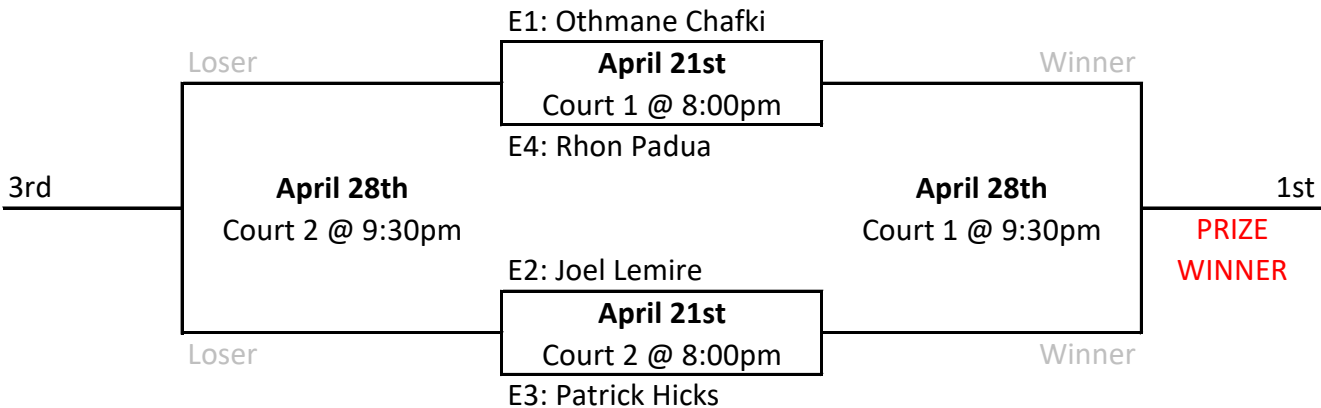 E1: Othmane Chafki
Loser
April 21st
Winner
Court 1 @ 8:00pm
E4: Rhon Padua
3rd
April 28th
April 28th
1st
Court 2 @ 9:30pm
Court 1 @ 9:30pm
PRIZE
WINNER
E2: Joel Lemire
April 21st
Loser
Court 2 @ 8:00pm
Winner
E3: Patrick Hicks